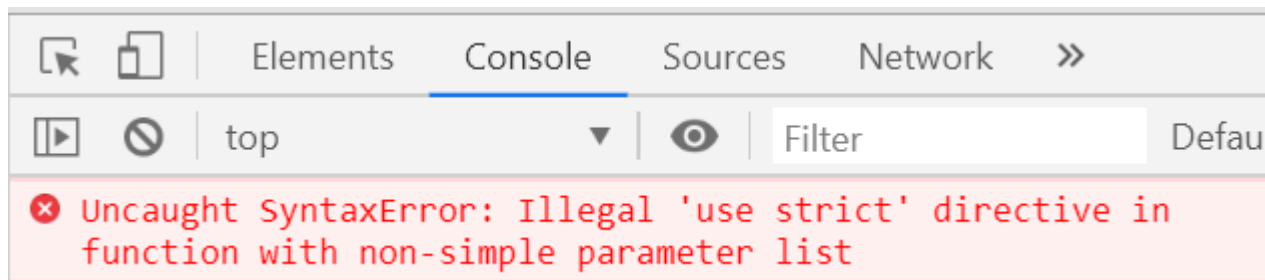 Elements Console Sources Network »
top ▼ Filter Defau
Uncaught SyntaxError: Illegal 'use strict' directive in
function with non-simple parameter list